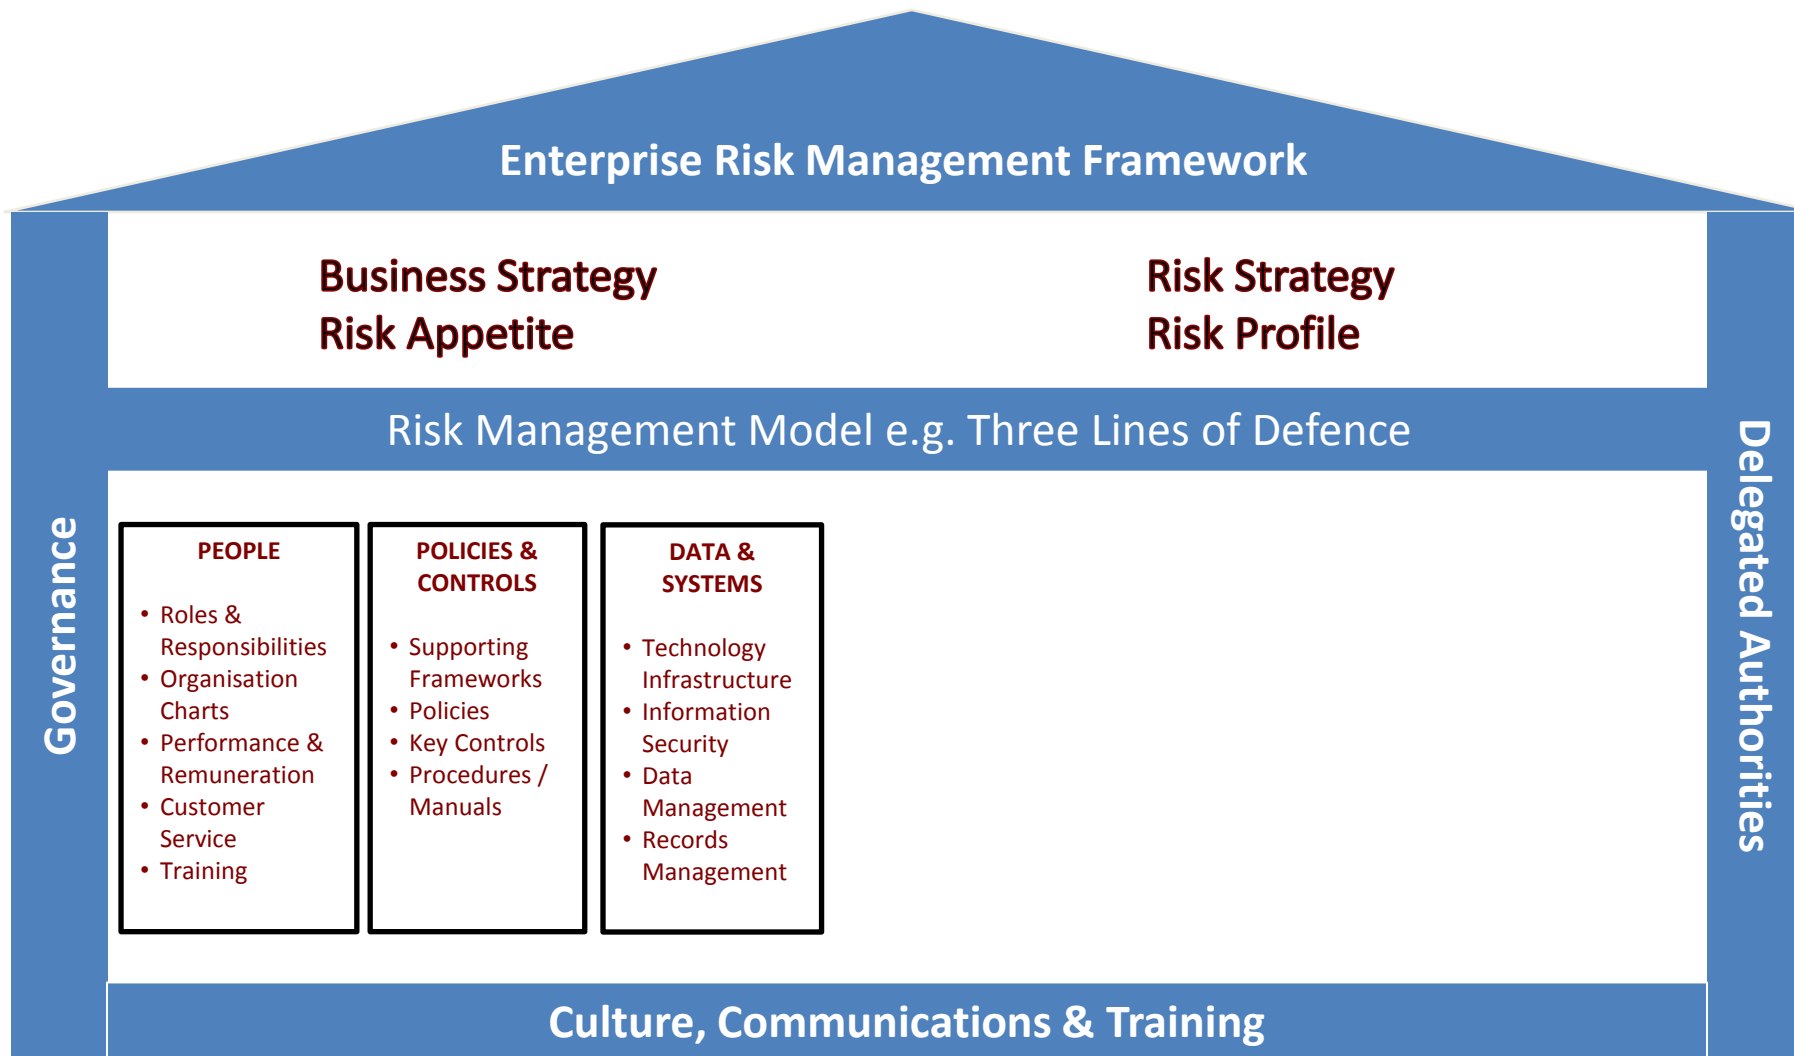 Enterprise Risk Management Framework
Business Strategy
Risk Appetite
Risk Strategy
Risk Profile
Risk Management Model e.g. Three Lines of Defence
Governance
PEOPLE
• Roles &
Responsibilities
• Organisation
Charts
• Performance &
Remuneration
• Customer
Service
• Training
POLICIES &
CONTROLS
• Supporting
Frameworks
• Policies
• Key Controls
• Procedures /
Manuals
DATA &
SYSTEMS
• Technology
Infrastructure
• Information
Security
• Data
Management
• Records
Management
Delegated Authorities
Culture, Communications & Training